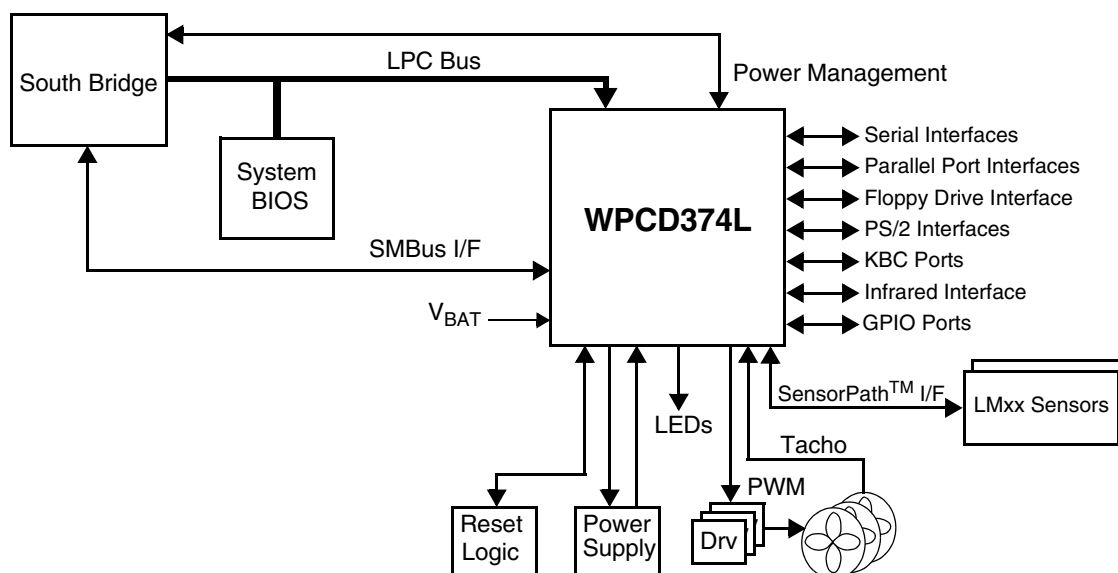 South Bridge
LPC Bus
Power Management
System
BIOS
WPCD374L
Serial Interfaces
Parallel Port Interfaces
Floppy Drive Interface
PS/2 Interfaces
KBC Ports
Infrared Interface
GPIO Ports
SMBus I/F
VBAT
SensorPath™ I/F
LMxx Sensors
LEDs
Tacho
PWM
Reset
Logic
Power
Supply
Drv